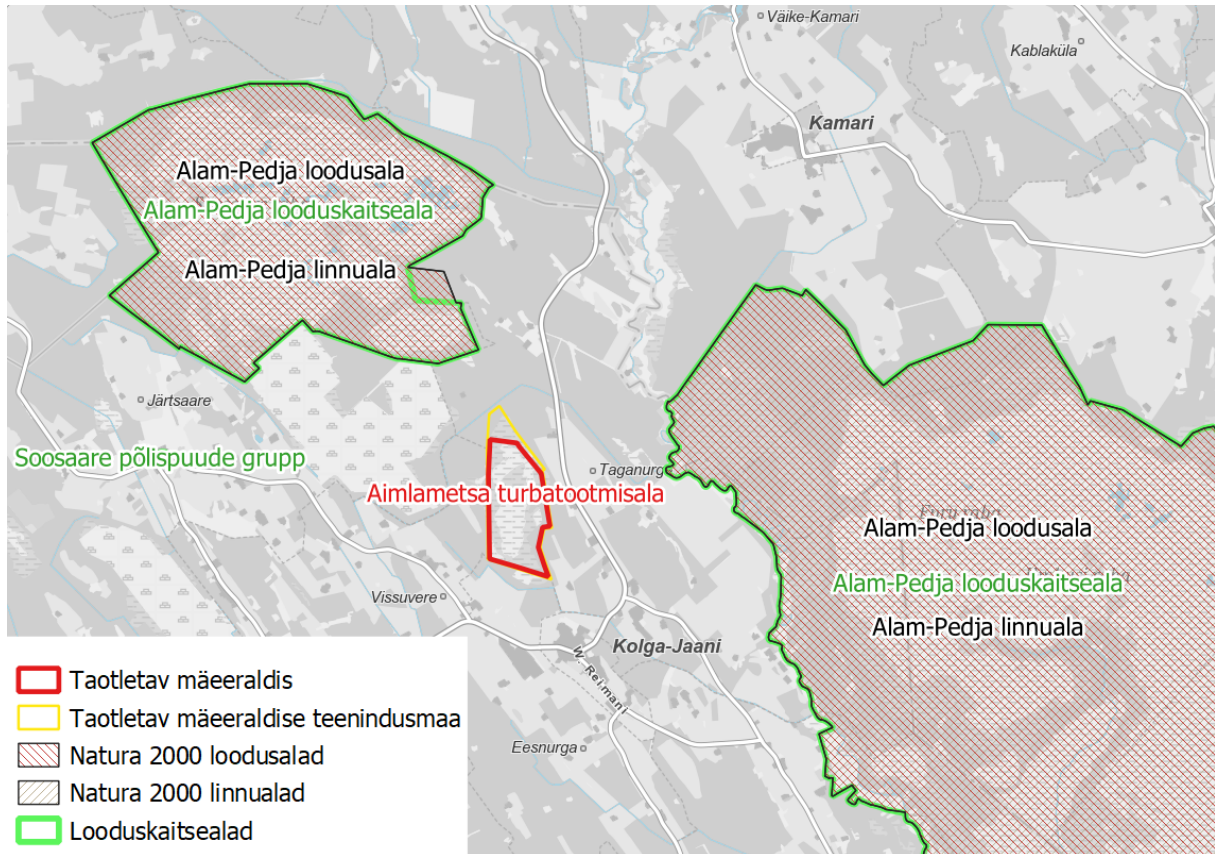 Väike-Kamari
Kablaküla
Kamari
Alam-Pedja loodusala
Alam-Pedja looduskaitseala
Alam-Pedja linnuala
Järtsaare
Soosaare põlispuude grupp
Taganurga
Aimlametsa turbatootmisala
Alam-Pedja loodusala
Alam-Pedja looduskaitseala
Alam-Pedja linnuala
Vissuvere
Kolga-Jaani
W. Reimani
Eesnurga
Taotletav mäeeraldis
Taotletav mäeeraldise teenindusmaa
Natura 2000 loodusalad
Natura 2000 linnualad
Looduskaitsealad